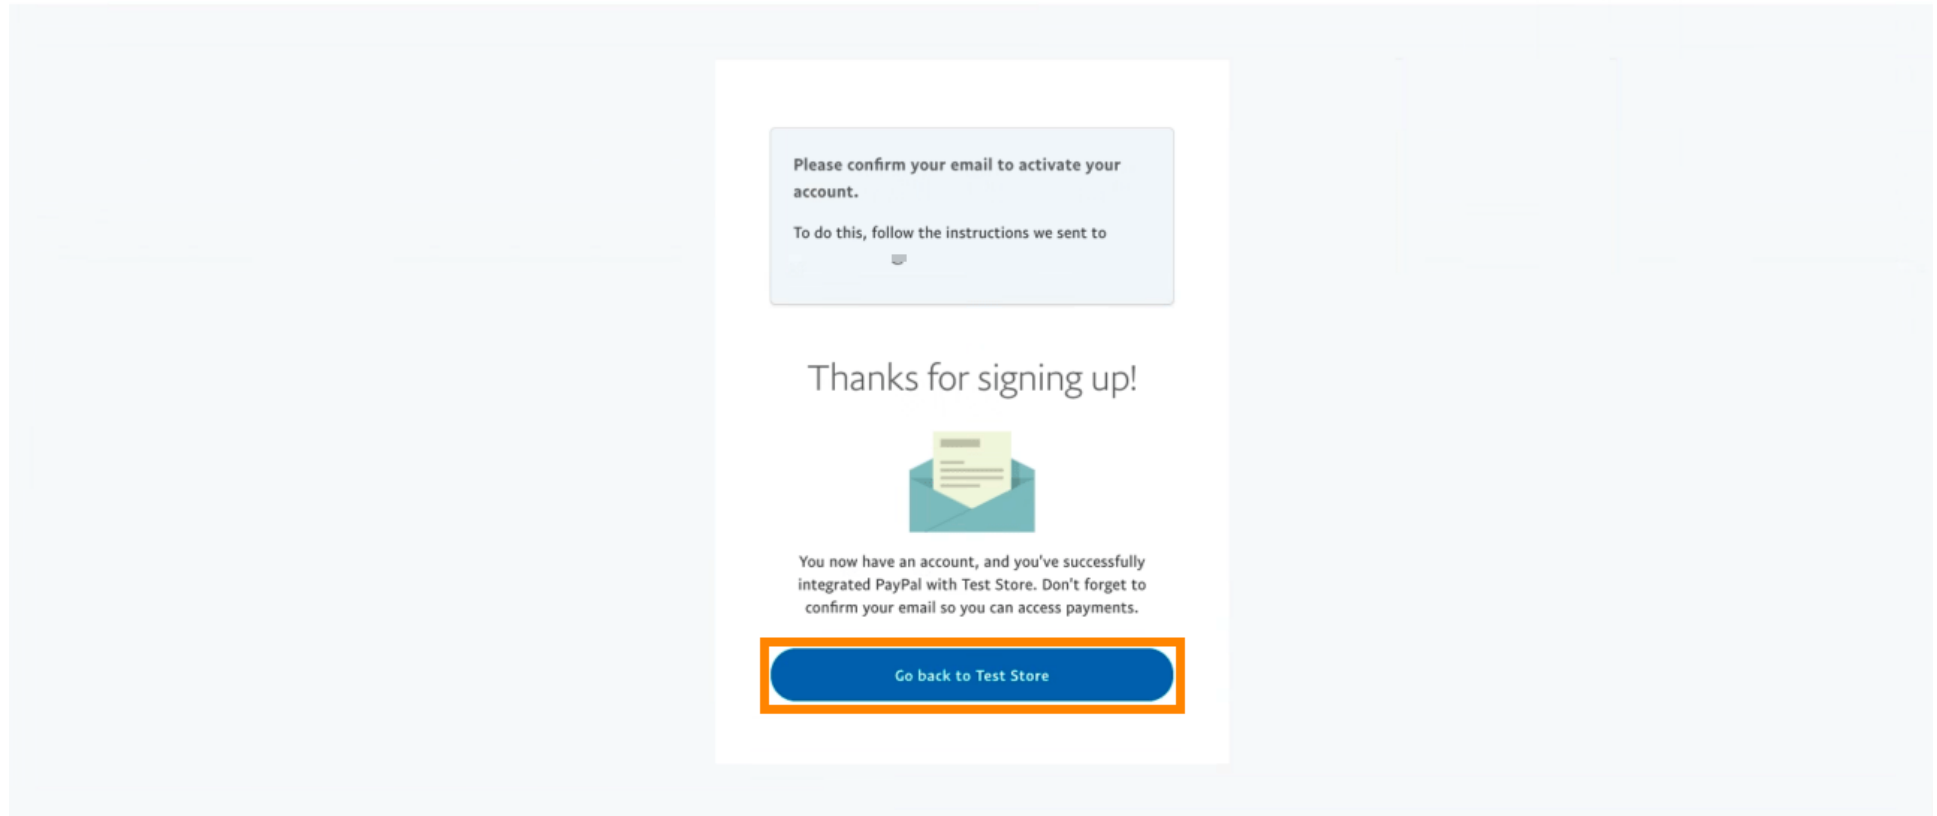 Please confirm your email to activate your
account.
To do this, follow the instructions we sent to
Thanks for signing up!
You now have an account, and you've successfully
integrated PayPal with Test Store. Don't forget to
confirm your email so you can access payments.
Go back to Test Store